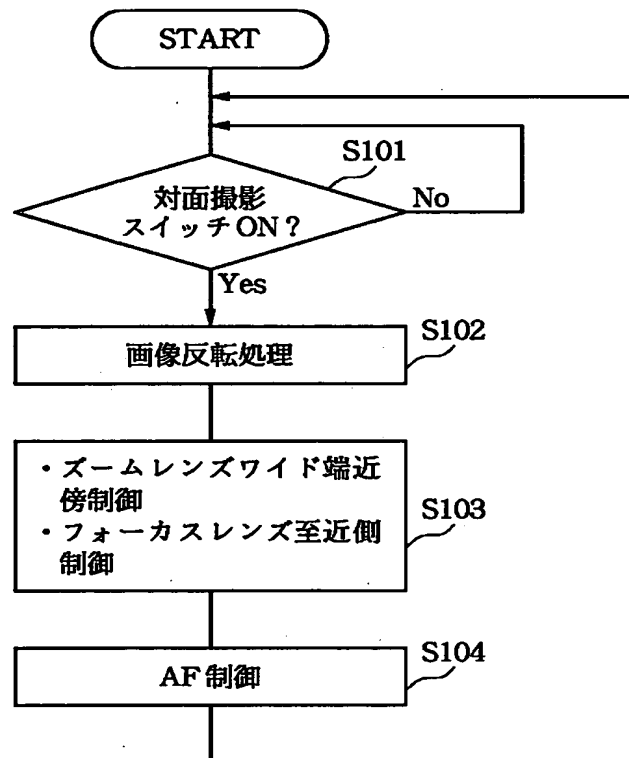 START
S101
対面撮影
スイッチON?
No
Yes
S102
画像反転処理
・ズームレンズワイド端近
傍制御
・フォーカスレンズ至近側
制御
S103
S104
AF制御